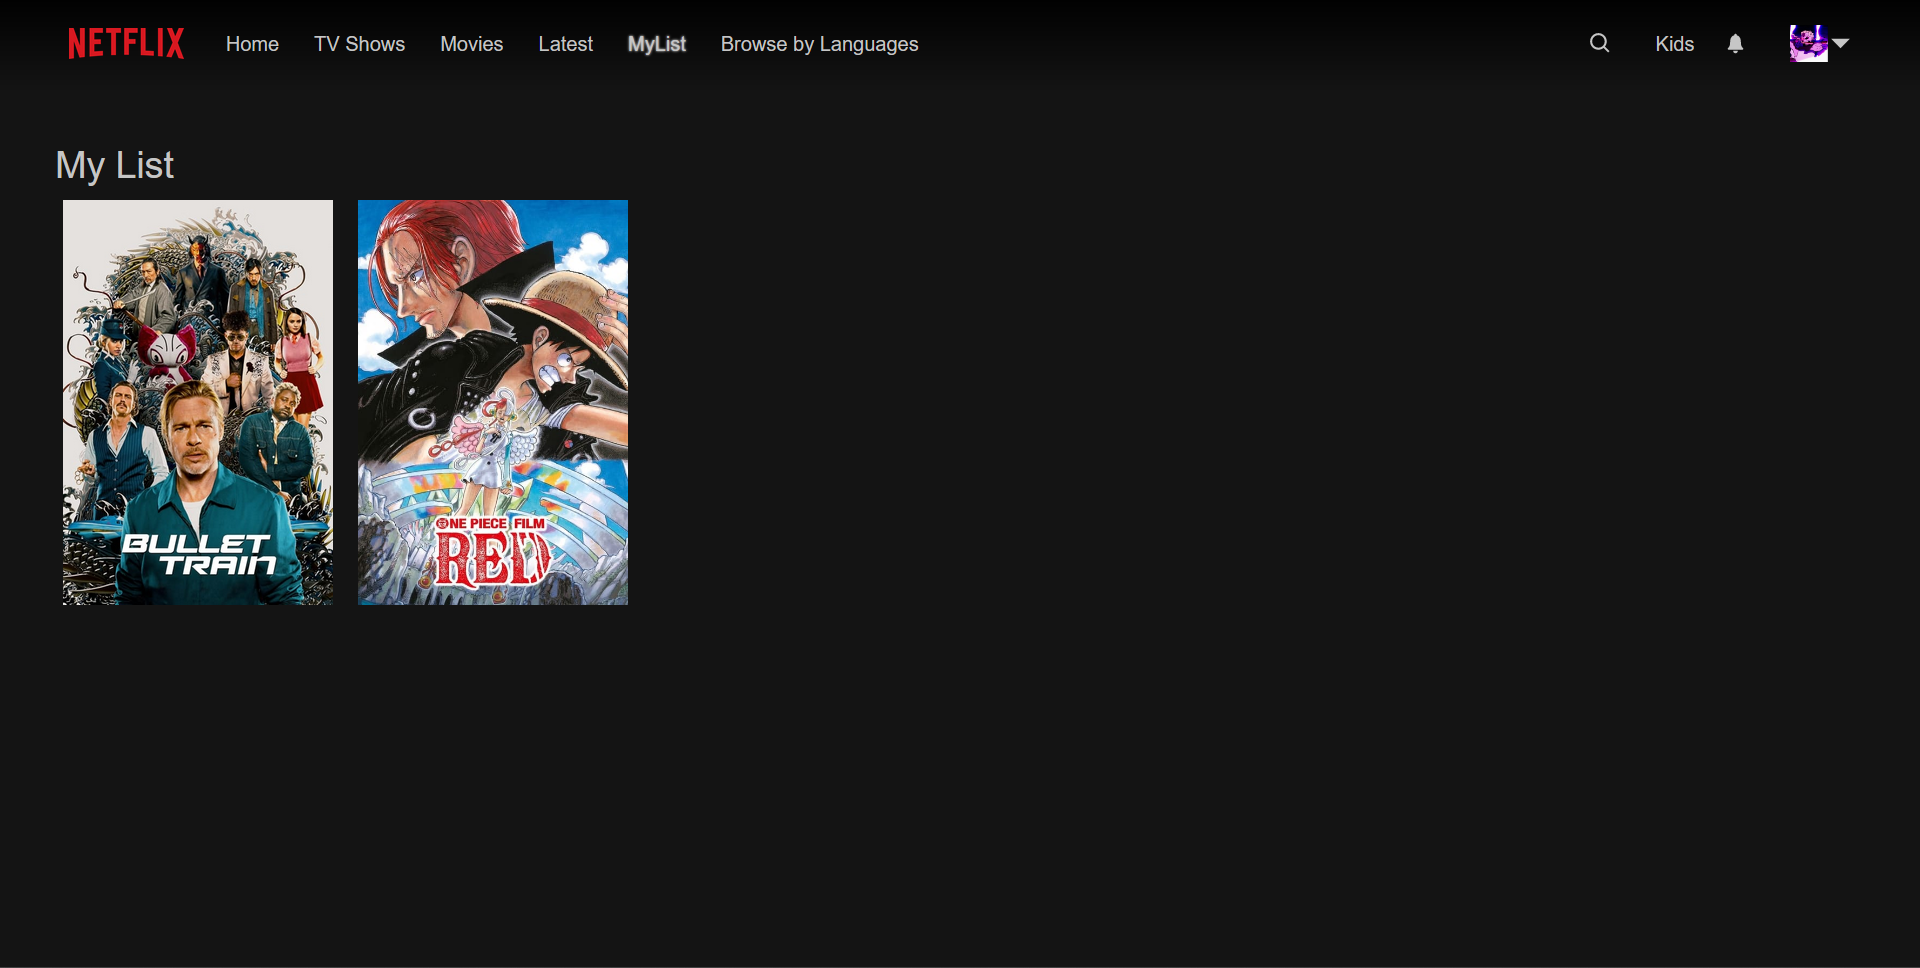 NETFLIX Home TV Shows Movies Latest MyList Browse by Languages Kids
My List
BULLET
TRAIN
ONE PIECE FILM
RED